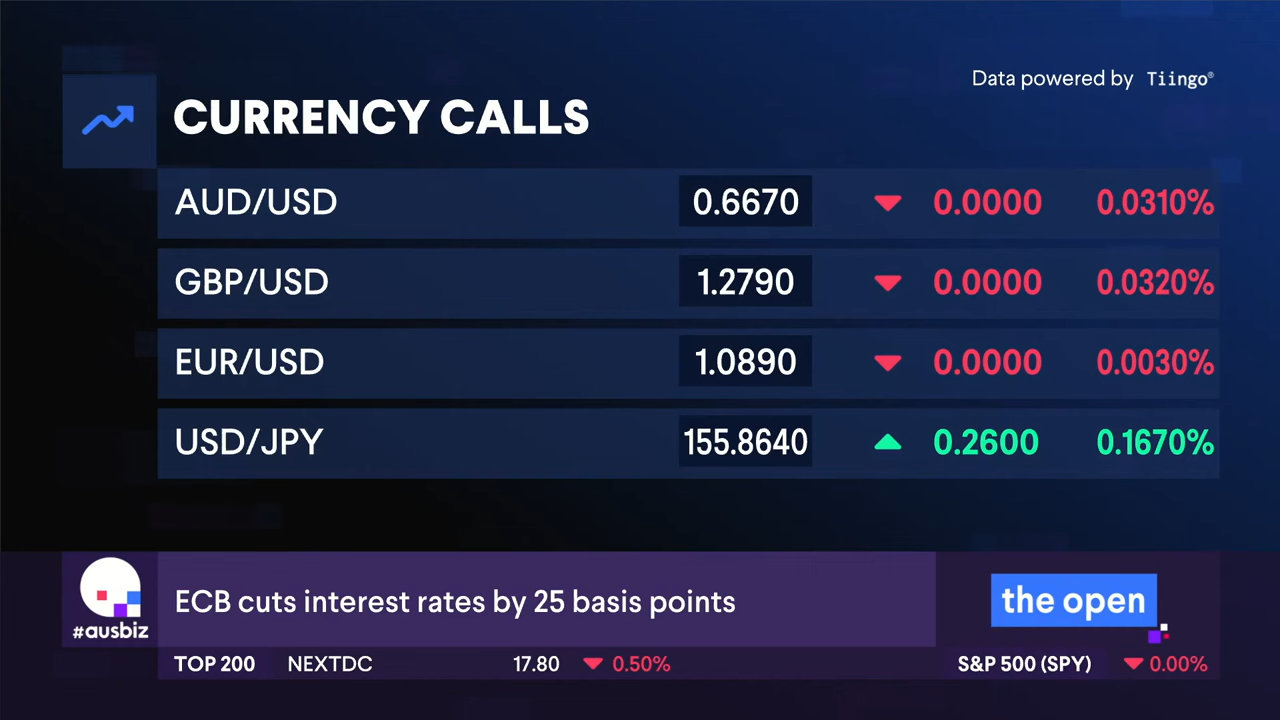 Data powered by Tiingo®
CURRENCY CALLS
AUD/USD 0.6670 0.0000 0.0310%
GBP/USD 1.2790 0.0000 0.0320%
EUR/USD 1.0890 0.0000 0.0030%
USD/JPY 155.8640 0.2600 0.1670%
ECB cuts interest rates by 25 basis points
the open
#ausbiz
TOP 200 NEXTDC 17.80 0.50% S&P 500 (SPY) 0.00%